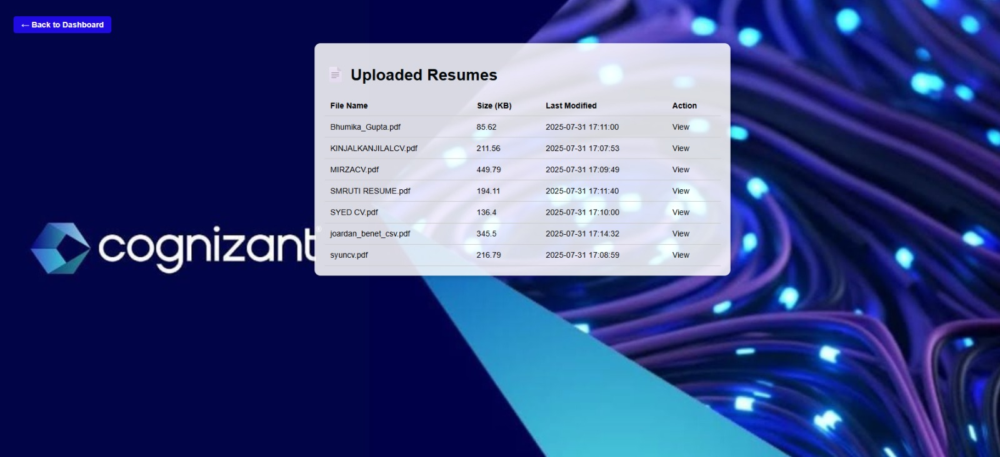 ← Back to Dashboard
Uploaded Resumes
File Name Size (KB) Last Modified Action
Bhumika_Gupta.pdf 85.62 2025-07-31 17:11:00 View
KINJALKANJILALCV.pdf 211.56 2025-07-31 17:07:53 View
MIRZACV.pdf 449.79 2025-07-31 17:09:49 View
SMRUTI RESUME.pdf 194.11 2025-07-31 17:11:40 View
SYED CV.pdf 136.4 2025-07-31 17:10:00 View
joardan_benet_csv.pdf 345.5 2025-07-31 17:14:32 View
syuncv.pdf 216.79 2025-07-31 17:08:59 View
cognizant®